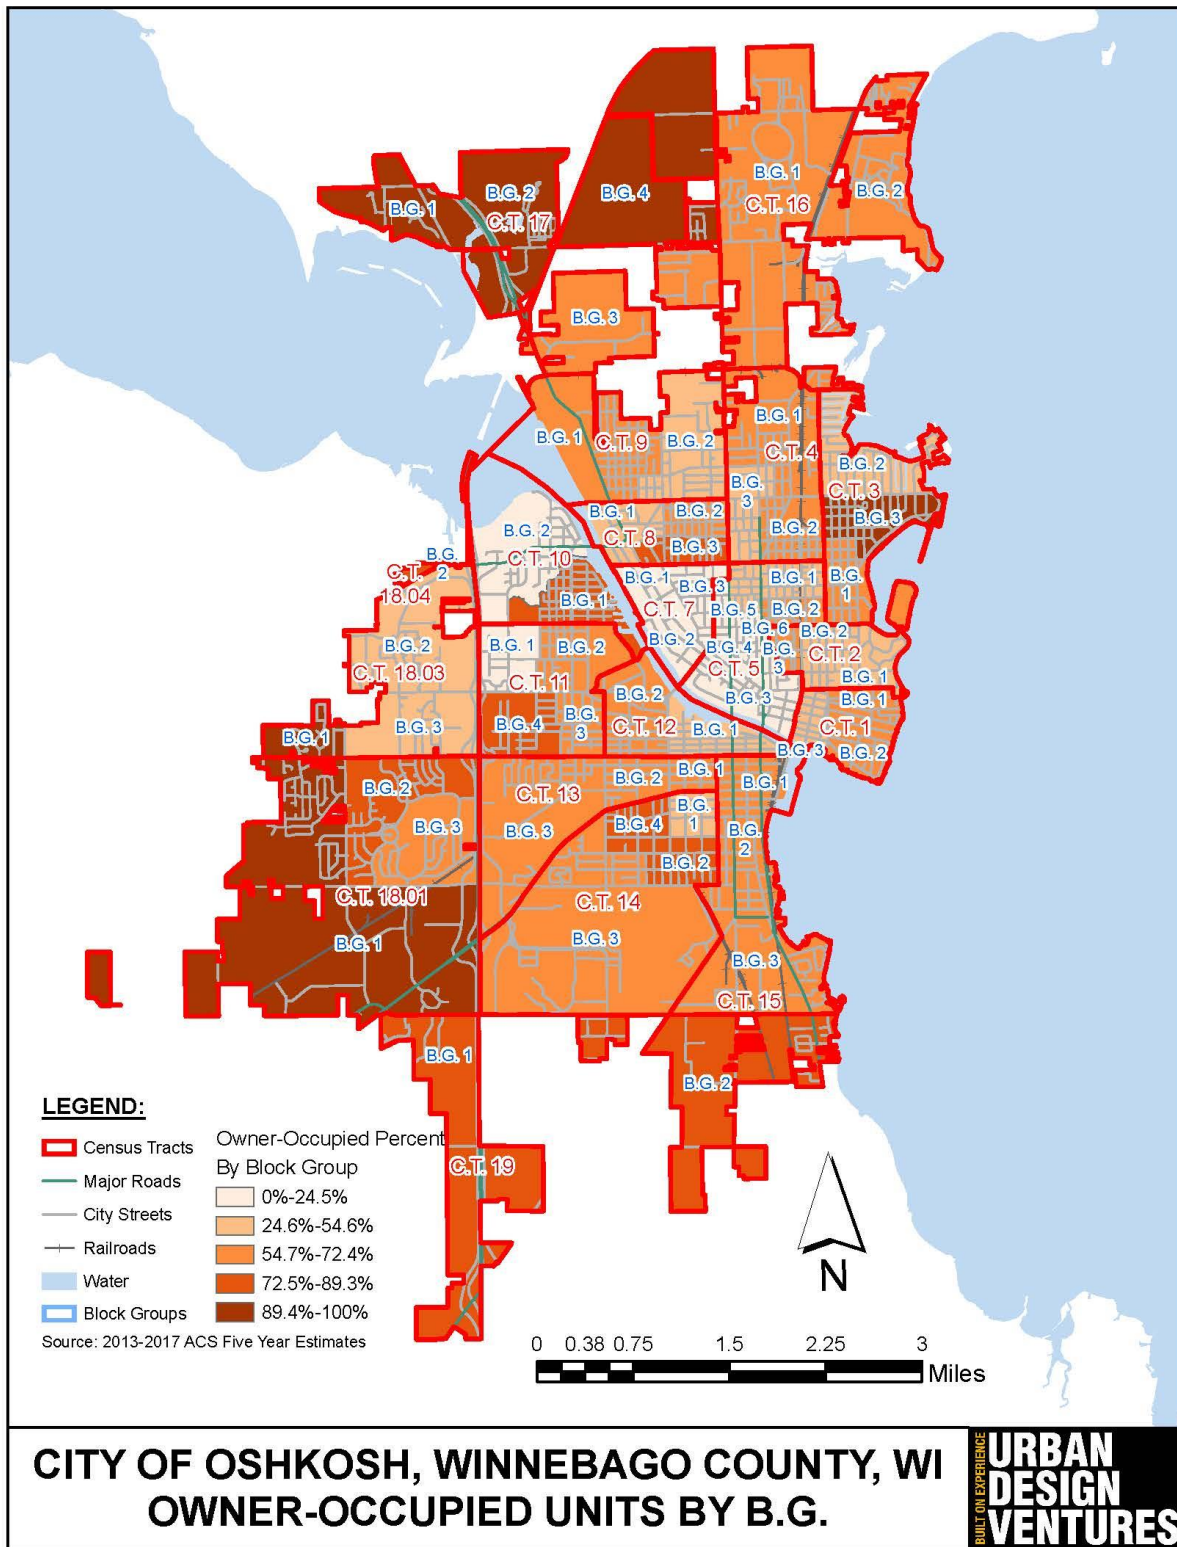 B.G. 2
B.G. 1
C.T. 17
B.G. 4
B.G. 1
C.T. 16
B.G. 2
B.G. 3
B.G. 1
C.T. 9
B.G. 2
B.G. 1
C.T. 4
B.G.
3
B.G. 2
B.G. 2
C.T. 3
B.G. 3
B.G.
1
B.G. 1
C.T. 8
B.G. 2
B.G. 3
B.G. 2
C.T. 10
B.G. 1
B.G.
2
C.T.
18.04
B.G. 1
B.G. 3
C.T. 7
B.G. 2
B.G. 5
B.G. 1
B.G. 2
B.G. 6
B.G. 4
B.G.
3
C.T. 5
B.G. 3
B.G. 2
C.T. 2
B.G. 1
B.G. 2
C.T. 18.03
B.G. 3
B.G. 1
B.G. 2
C.T. 11
B.G. 4
B.G.
3
B.G. 2
C.T. 12
B.G. 1
B.G. 1
C.T. 1
B.G. 2
B.G. 3
B.G. 1
B.G. 2
B.G. 3
C.T. 18.01
B.G. 1
C.T. 13
B.G. 2
B.G. 1
B.G. 3
B.G. 4
B.G.
1
B.G. 2
C.T. 14
B.G. 3
B.G. 1
B.G.
2
B.G. 3
C.T. 15
B.G. 1
B.G. 2
C.T. 19
LEGEND:
Census Tracts
Major Roads
City Streets
Railroads
Water
Block Groups
Owner-Occupied Percent
By Block Group
0%-24.5%
24.6%-54.6%
54.7%-72.4%
72.5%-89.3%
89.4%-100%
Source: 2013-2017 ACS Five Year Estimates
N
0 0.38 0.75 1.5 2.25 3
Miles
CITY OF OSHKOSH, WINNEBAGO COUNTY, WI
OWNER-OCCUPIED UNITS BY B.G.
BUILT ON EXPERIENCE
URBAN
DESIGN
VENTURES